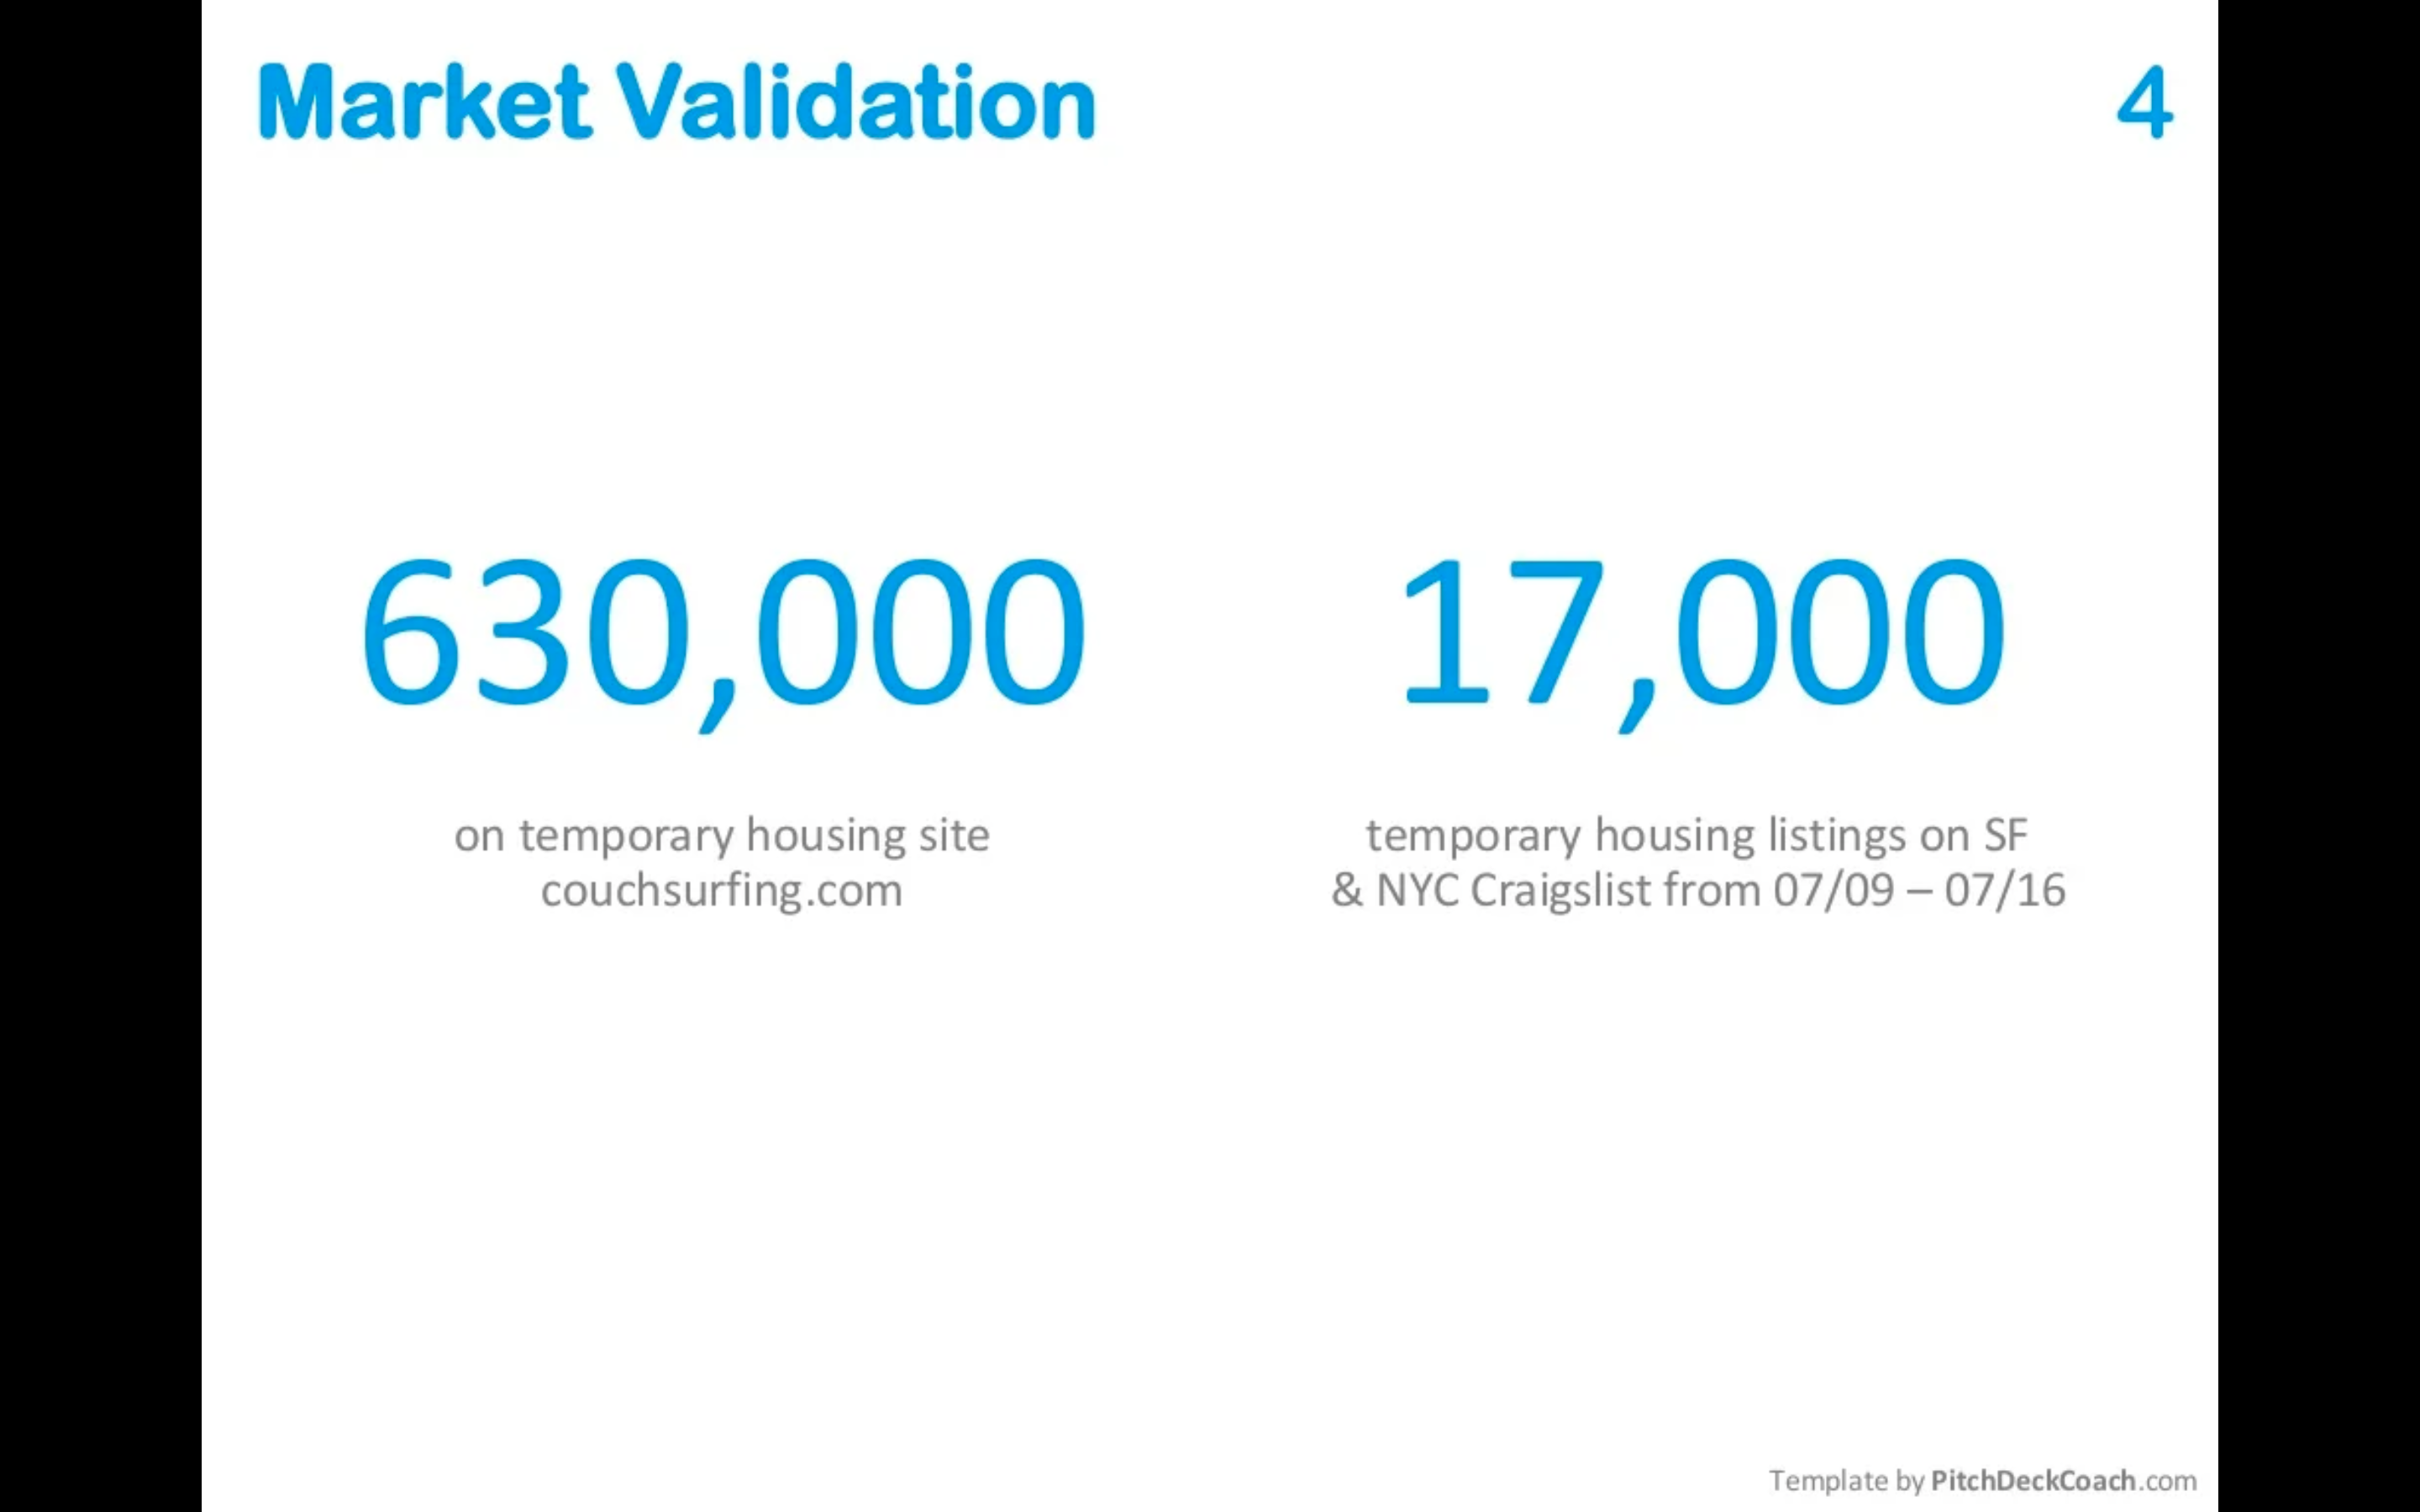 Market Validation
4
630,000
on temporary housing site
couchsurfing.com
17,000
temporary housing listings on SF
& NYC Craigslist from 07/09 – 07/16
Template by PitchDeckCoach.com